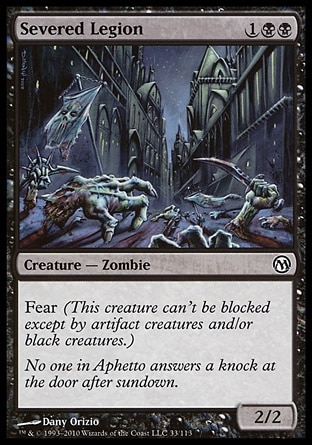 Severed Legion 1
Creature — Zombie
Fear (This creature can't be blocked
except by artifact creatures and/or
black creatures.)
No one in Aphetto answers a knock at
the door after sundown.
Dany Orizio
™ & © 1993–2010 Wizards of the Coast LLC 33/113
2/2